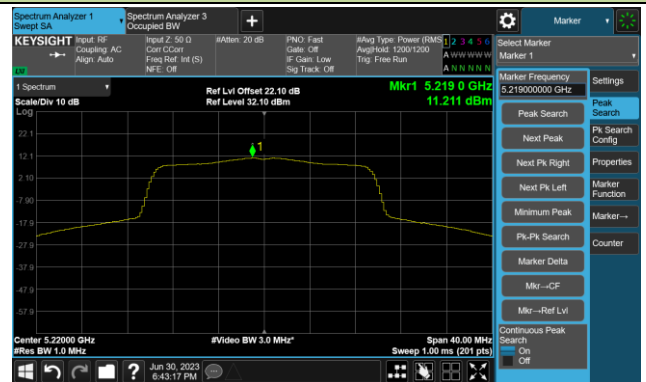 Spectrum Analyzer 1
Swept SA
Spectrum Analyzer 3
Occupied BW
+
Marker
KEYSIGHT
Input: RF
Coupling: AC
Align: Auto
Input Z: 50 Ω
Corr CCorr
Freq Ref: Int (S)
NFE: Off
#Atten: 20 dB
PNO: Fast
Gate: Off
IF Gain: Low
Sig Track: Off
#Avg Type: Power (RMS
Avg|Hold: 1200/1200
Trig: Free Run
1 2 3 4 5 6
A W W W W W
A N N N N N
Select Marker
Marker 1
1 Spectrum
Scale/Div 10 dB
Log
Ref Lvl Offset 22.10 dB
Ref Level 32.10 dBm
Mkr1 5.219 0 GHz
11.211 dBm
22.1
12.1
2.10
-7.90
-17.9
-27.9
-37.9
-47.9
-57.9
1
Center 5.22000 GHz
#Res BW 1.0 MHz
#Video BW 3.0 MHz*
Span 40.00 MHz
Sweep 1.00 ms (201 pts)
Marker Frequency
5.219000000 GHz
Peak Search
Next Peak
Next Pk Right
Next Pk Left
Minimum Peak
Pk-Pk Search
Marker Delta
Mkr→CF
Mkr→Ref Lvl
Continuous Peak
Search
On
Off
Settings
Peak
Search
Pk Search
Config
Properties
Marker
Function
Marker→
Counter
?
Jun 30, 2023
6:43:17 PM